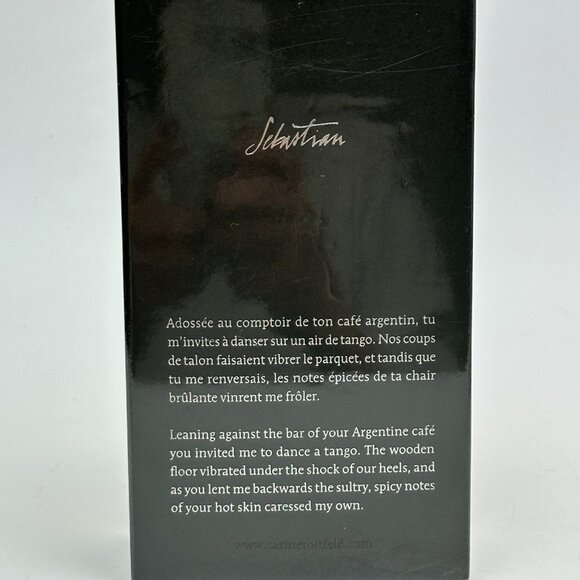 Sebastian
Adossée au comptoir de ton café argentin, tu
m'invites à danser sur un air de tango. Nos coups
de talon faisaient vibrer le parquet, et tandis que
tu me renversais, les notes épicées de ta chair
brûlante vinrent me frôler.
Leaning against the bar of your Argentine café
you invited me to dance a tango. The wooden
floor vibrated under the shock of our heels, and
as you lent me backwards the sultry, spicy notes
of your hot skin caressed my own.